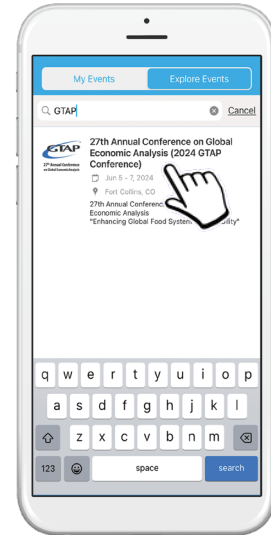 My Events
Explore Events
GTAP
Cancel
GTAP
27th Annual Conference
on Global Economic Analysis
27th Annual Conference on Global
Economic Analysis (2024 GTAP
Conference)
Jun 5 - 7, 2024
Fort Collins, CO
27th Annual Conferenc
Economic Analysis
"Enhancing Global Food System
ility"
q w e r t y u i o p
a s d f g h j k l
z x c v b n m
123
space
search